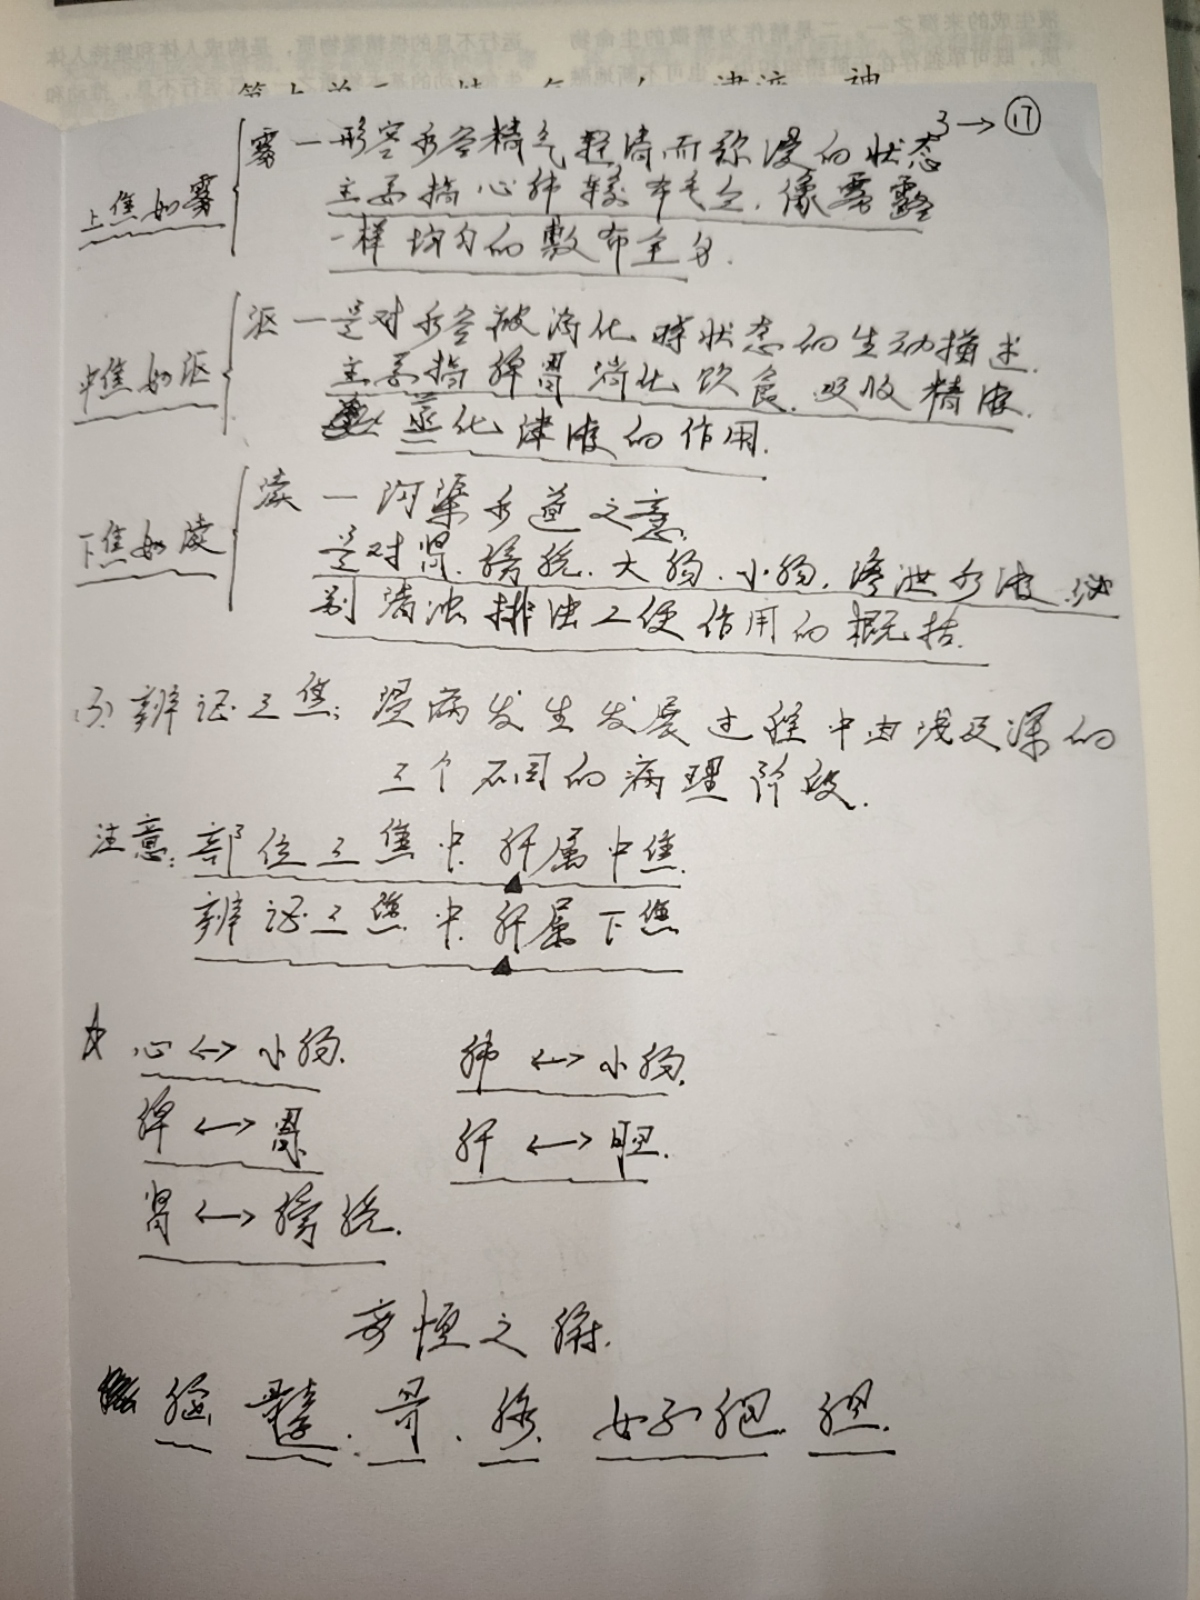 3→⑰
上焦如雾
雾一形容水谷精气轻清而弥漫的状态
主要指心肺输布气血.像雾露
一样均匀的敷布全身.
中焦如沤
沤一是对水谷被消化时状态的生动描述.
主要指脾胃消化饮食.吸收精液.
蒸化津液的作用.
下焦如渎
渎一沟渠水道之意.
是对肾.膀胱.大肠.小肠.渗泄水液.泌
别清浊排浊二便作用的概括.
(3)辨证三焦:温病发生发展过程中由浅及深的
三个不同的病理阶段.
注意:部位三焦中.肝属中焦.
辨证三焦中.肝属下焦
心↔小肠. 肺↔小肠.
脾↔胃. 肝↔胆.
肾↔膀胱.
奇恒之腑.
脑 髓.骨.脉.女子胞.胆.